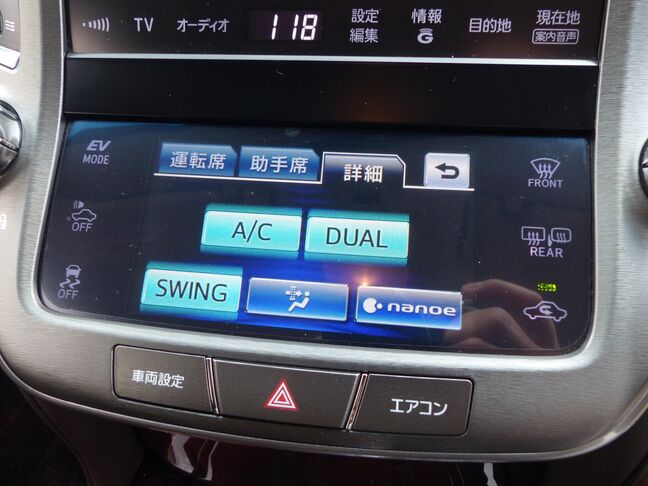 TV オーディオ 118 設定 情報 目的地 現在地
編集 G 案内音声
EV
MODE
運転席 助手席 詳細
FRONT
OFF
A/C DUAL
REAR
OFF
SWING nanoe
車両設定 エアコン